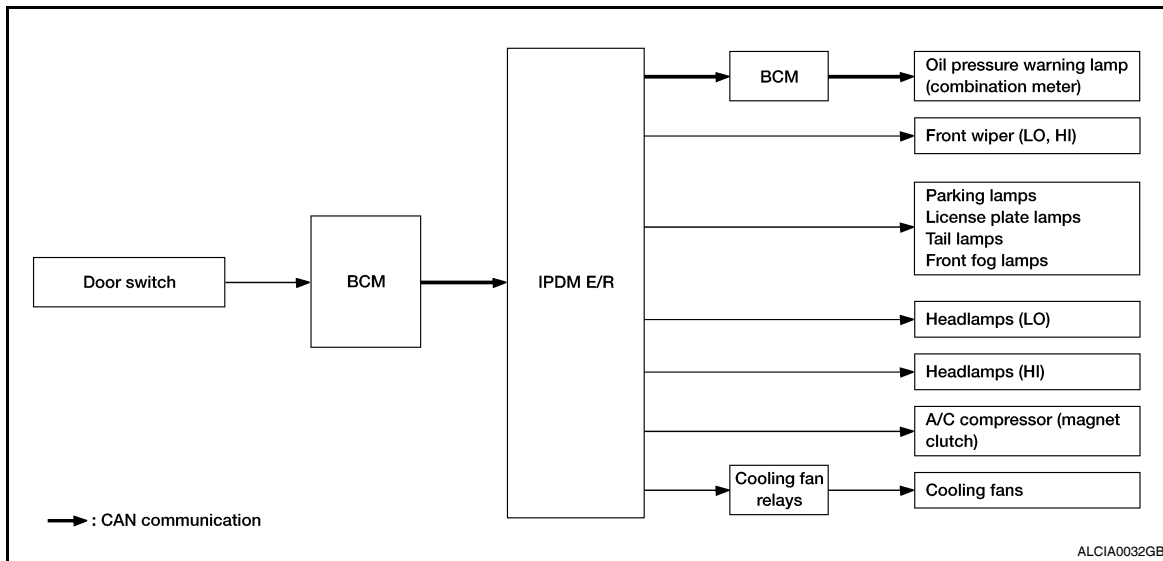 Door switch
BCM
IPDM E/R
BCM
Oil pressure warning lamp
(combination meter)
Front wiper (LO, HI)
Parking lamps
License plate lamps
Tail lamps
Front fog lamps
Headlamps (LO)
Headlamps (HI)
A/C compressor (magnet
clutch)
Cooling fan
relays
Cooling fans
: CAN communication
ALCIA0032GB